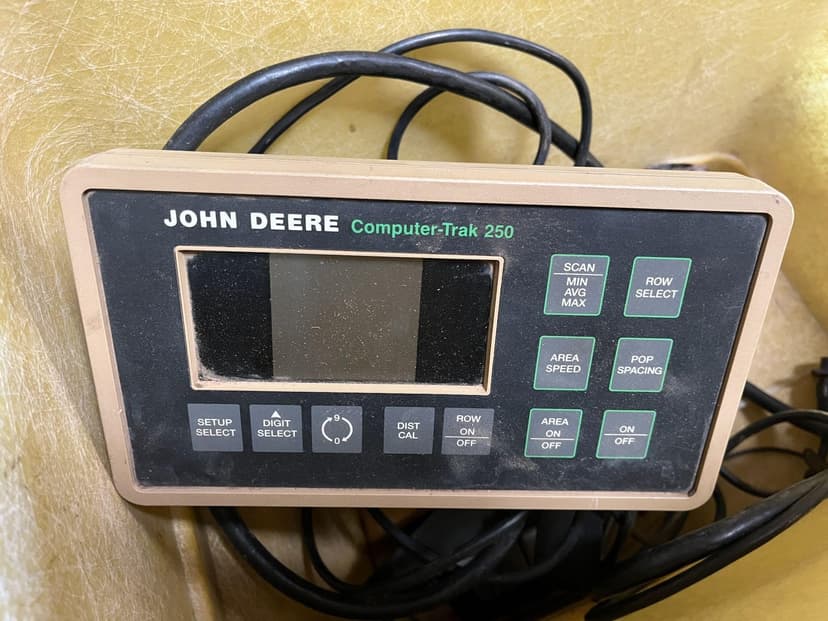 JOHN DEERE Computer-Trak 250
SCAN
MIN
AVG
MAX
ROW
SELECT
AREA
SPEED
POP
SPACING
SETUP
SELECT
DIGIT
SELECT
9
0
DIST
CAL
ROW
ON
OFF
AREA
ON
OFF
ON
OFF